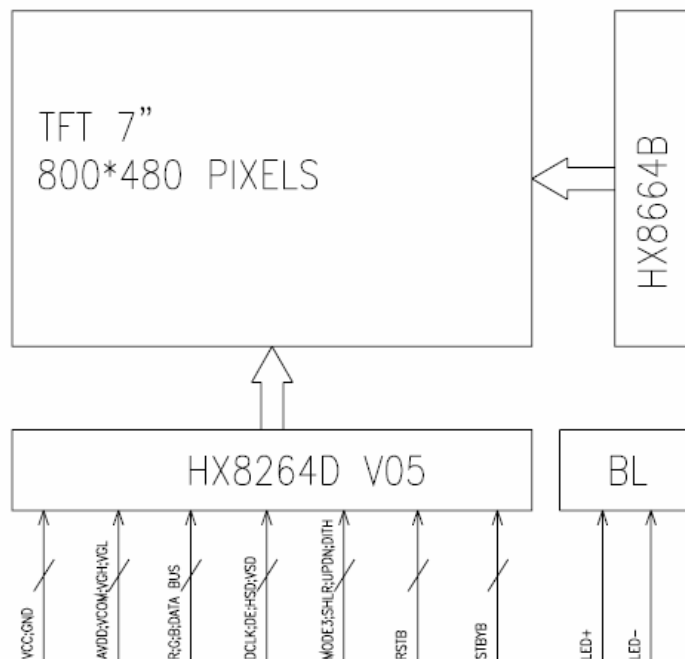 TFT 7”
800*480 PIXELS
HX8664B
HX8264D V05
BL
VCC;GND
AVDD;VCOM;VGH;VGL
R;G;B;DATA BUS
DCLK;DE;HSD;VSD
MODE3;SHLR;UPDN;DITH
RSTB
STBYB
LED+
LED-